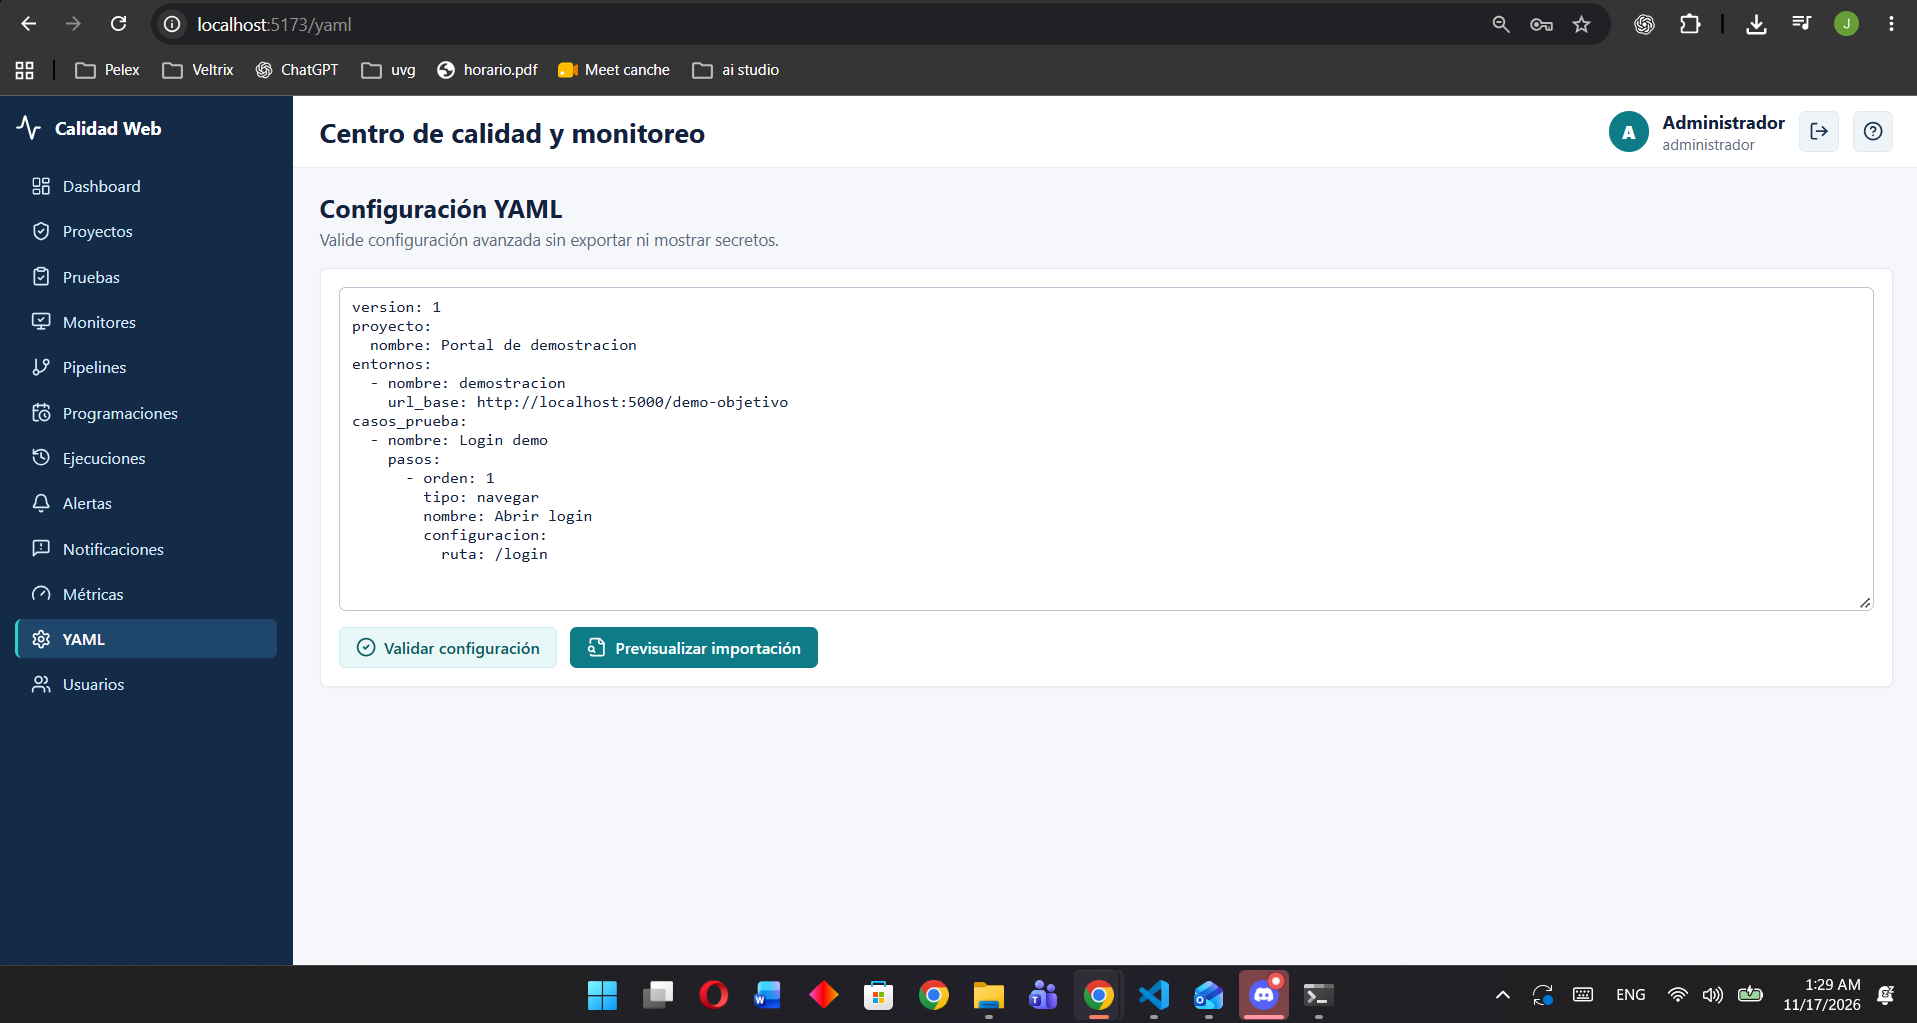 localhost:5173/yaml
J
Pelex
Veltrix
ChatGPT
uvg
horario.pdf
Meet canche
ai studio
Calidad Web
Dashboard
Proyectos
Pruebas
Monitores
Pipelines
Programaciones
Ejecuciones
Alertas
Notificaciones
Métricas
YAML
Usuarios
Centro de calidad y monitoreo
A
Administrador
administrador
Configuración YAML
Valide configuración avanzada sin exportar ni mostrar secretos.
version: 1
proyecto:
  nombre: Portal de demostracion
entornos:
  - nombre: demostracion
    url_base: http://localhost:5000/demo-objetivo
casos_prueba:
  - nombre: Login demo
    pasos:
      - orden: 1
        tipo: navegar
        nombre: Abrir login
        configuracion:
          ruta: /login
Validar configuración
Previsualizar importación
ENG
1:29 AM
11/17/2026